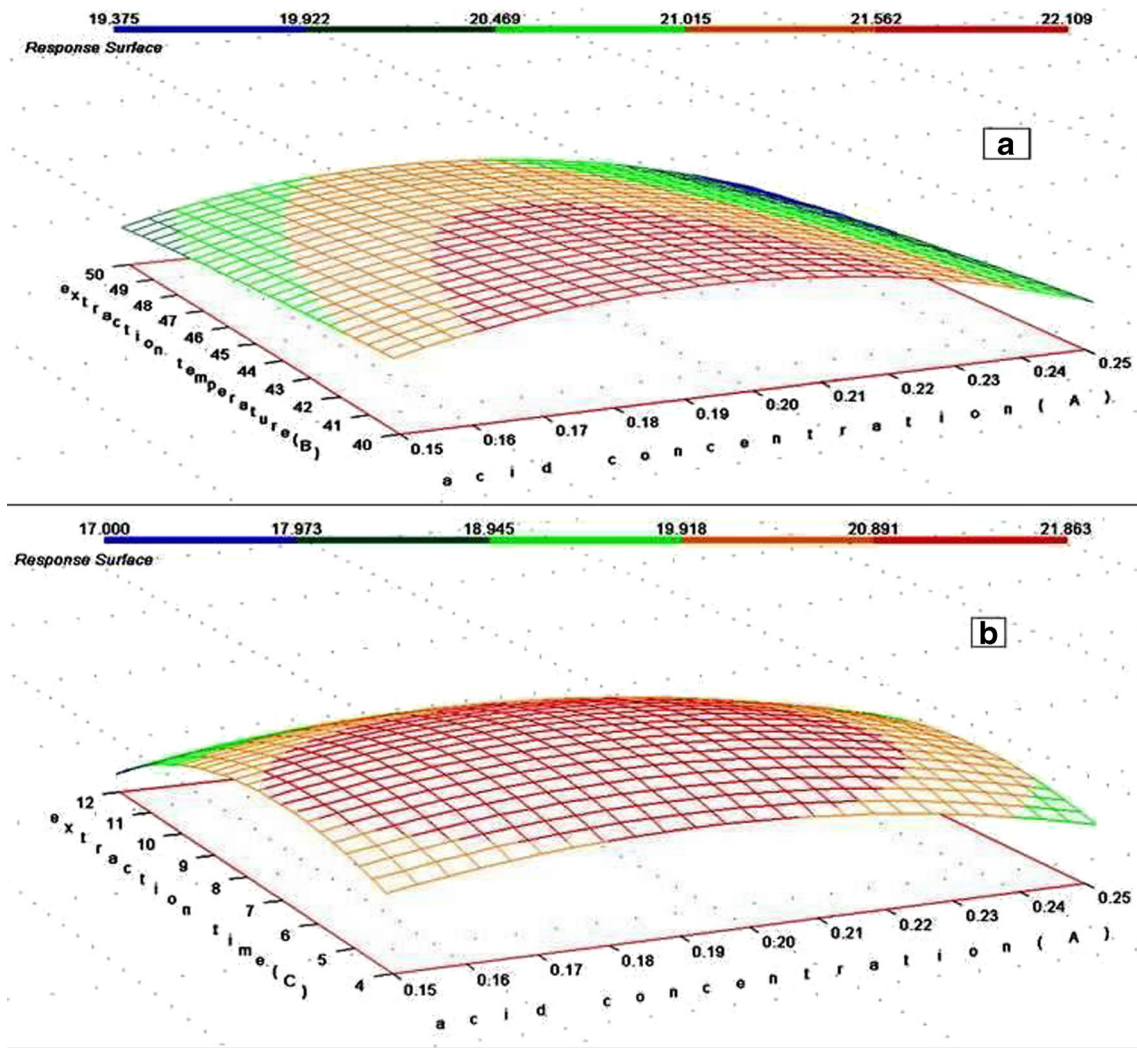 19.375 19.922 20.469 21.015 21.562 22.109
Response Surface
a
50
49
48
47
46
45
44
43
42
41
40
extraction temperature(B)
0.15 0.16 0.17 0.18 0.19 0.20 0.21 0.22 0.23 0.24 0.25
acid concentration(A)
17.000 17.973 18.945 19.918 20.891 21.863
Response Surface
b
12
11
10
9
8
7
6
5
4
extraction time(C)
0.15 0.16 0.17 0.18 0.19 0.20 0.21 0.22 0.23 0.24 0.25
acid concentration(A)